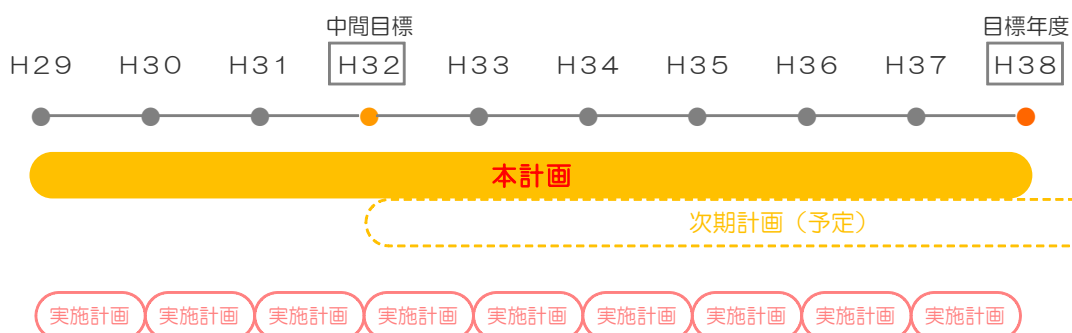 中間目標 目標年度
H29 H30 H31 H32 H33 H34 H35 H36 H37 H38
本計画
次期計画（予定）
実施計画 実施計画 実施計画 実施計画 実施計画 実施計画 実施計画 実施計画 実施計画